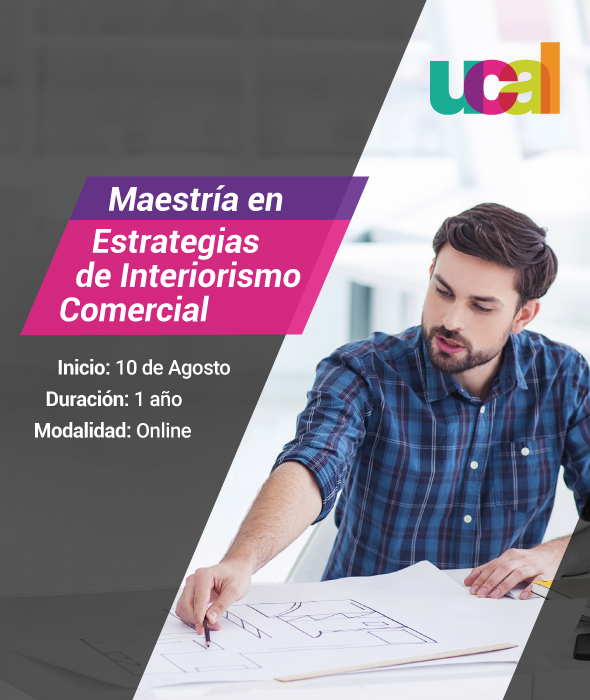 ucal
Maestría en
Estrategias
de Interiorismo
Comercial
Inicio: 10 de Agosto
Duración: 1 año
Modalidad: Online